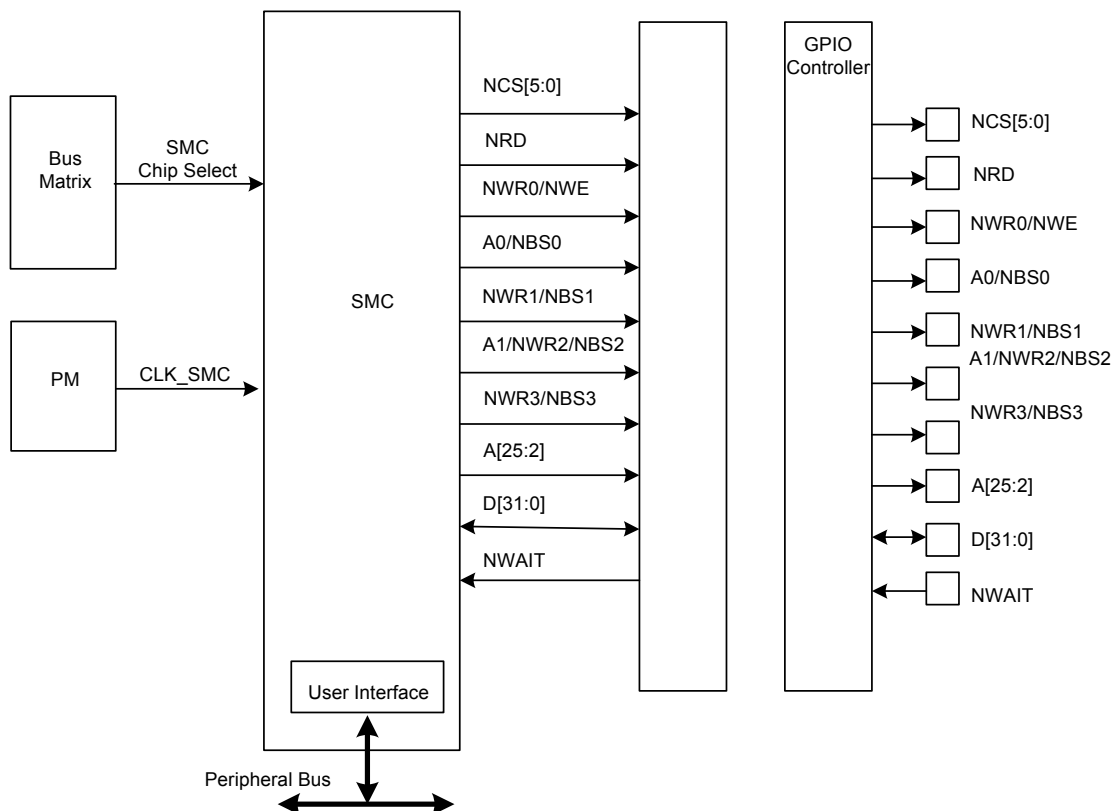 Bus
Matrix
SMC
Chip Select
PM
CLK_SMC
SMC
User Interface
Peripheral Bus
NCS[5:0]
NRD
NWR0/NWE
A0/NBS0
NWR1/NBS1
A1/NWR2/NBS2
NWR3/NBS3
A[25:2]
D[31:0]
NWAIT
GPIO
Controller
NCS[5:0]
NRD
NWR0/NWE
A0/NBS0
NWR1/NBS1
A1/NWR2/NBS2
NWR3/NBS3
A[25:2]
D[31:0]
NWAIT